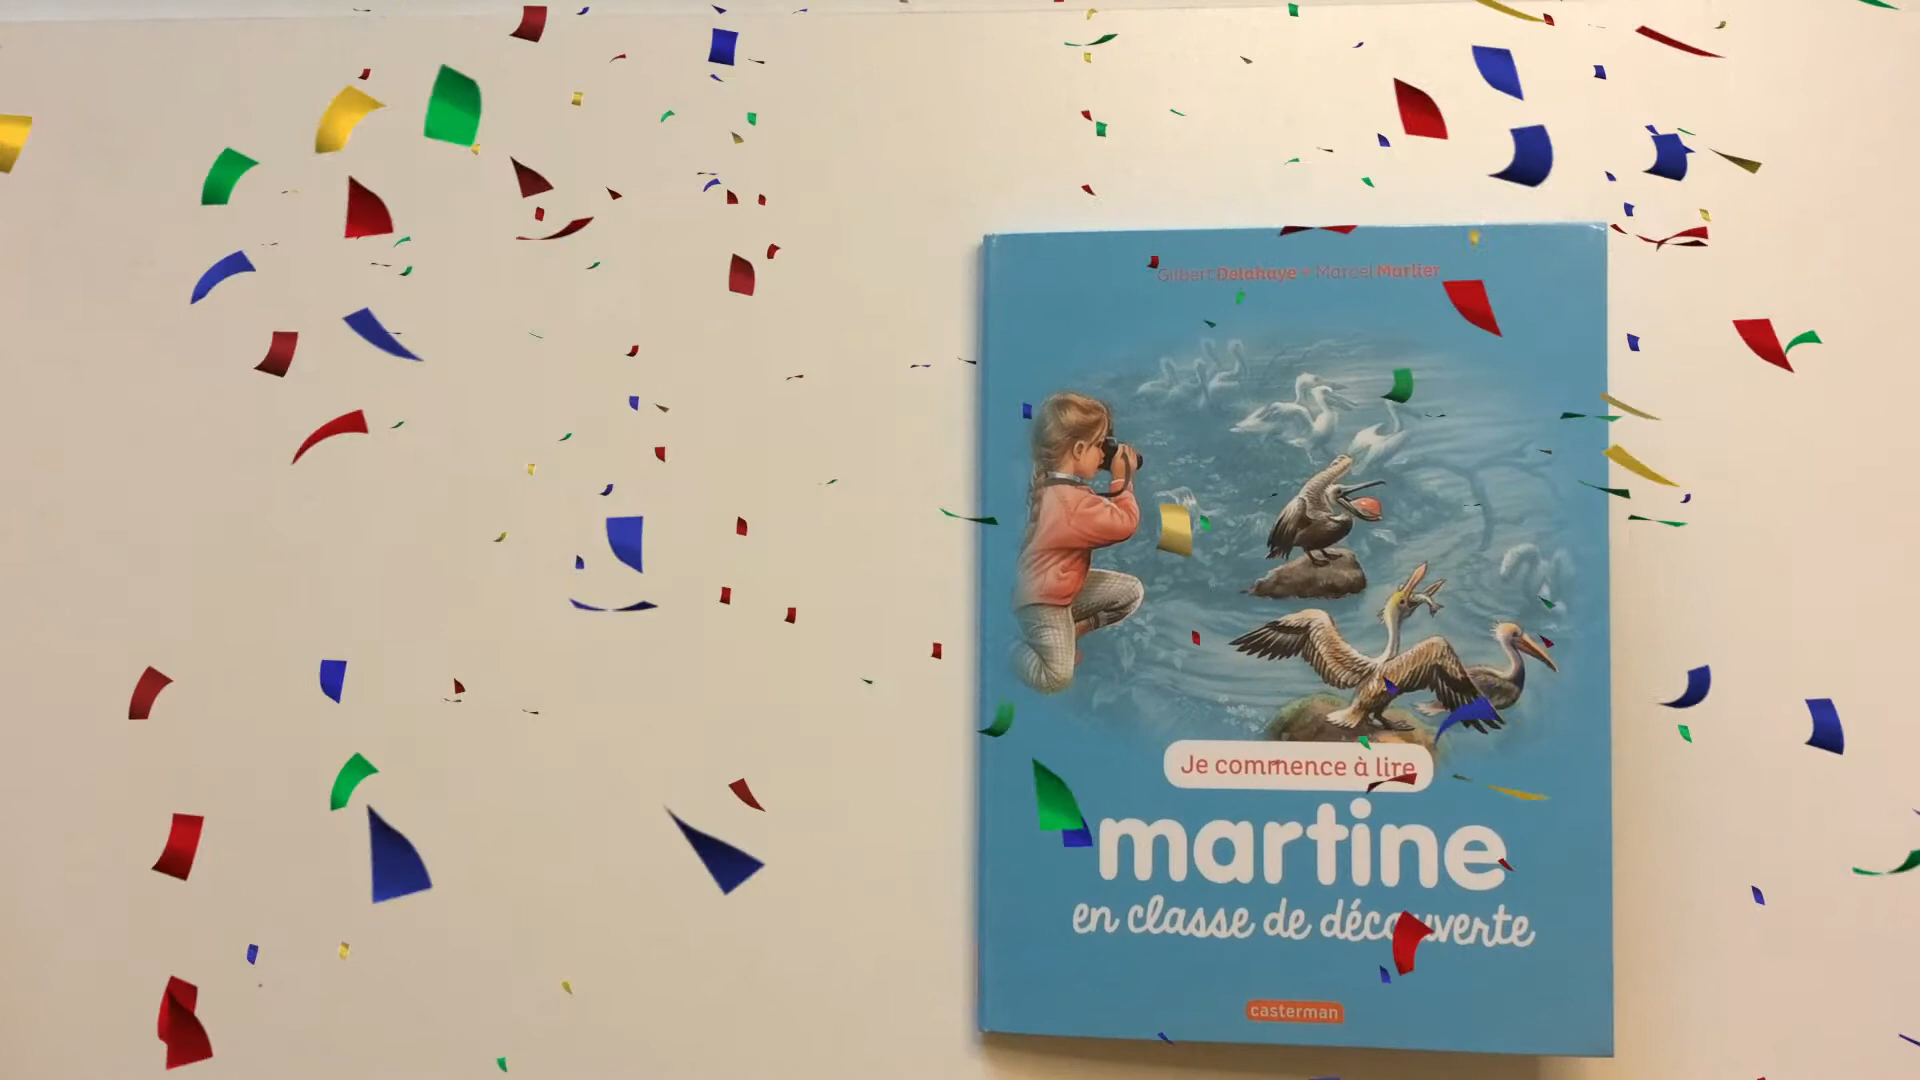 Gilbert Delahaye • Marcel Marlier
Je commence à lire
martine
en classe de découverte
casterman